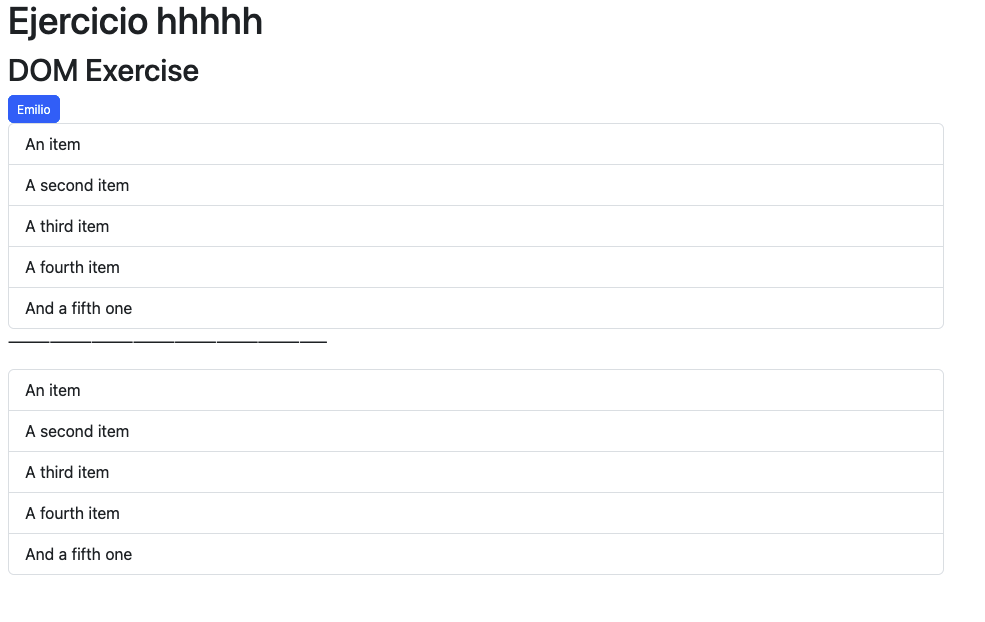 Ejercicio hhhhh
DOM Exercise
Emilio
An item
A second item
A third item
A fourth item
And a fifth one
_______________________________________
An item
A second item
A third item
A fourth item
And a fifth one